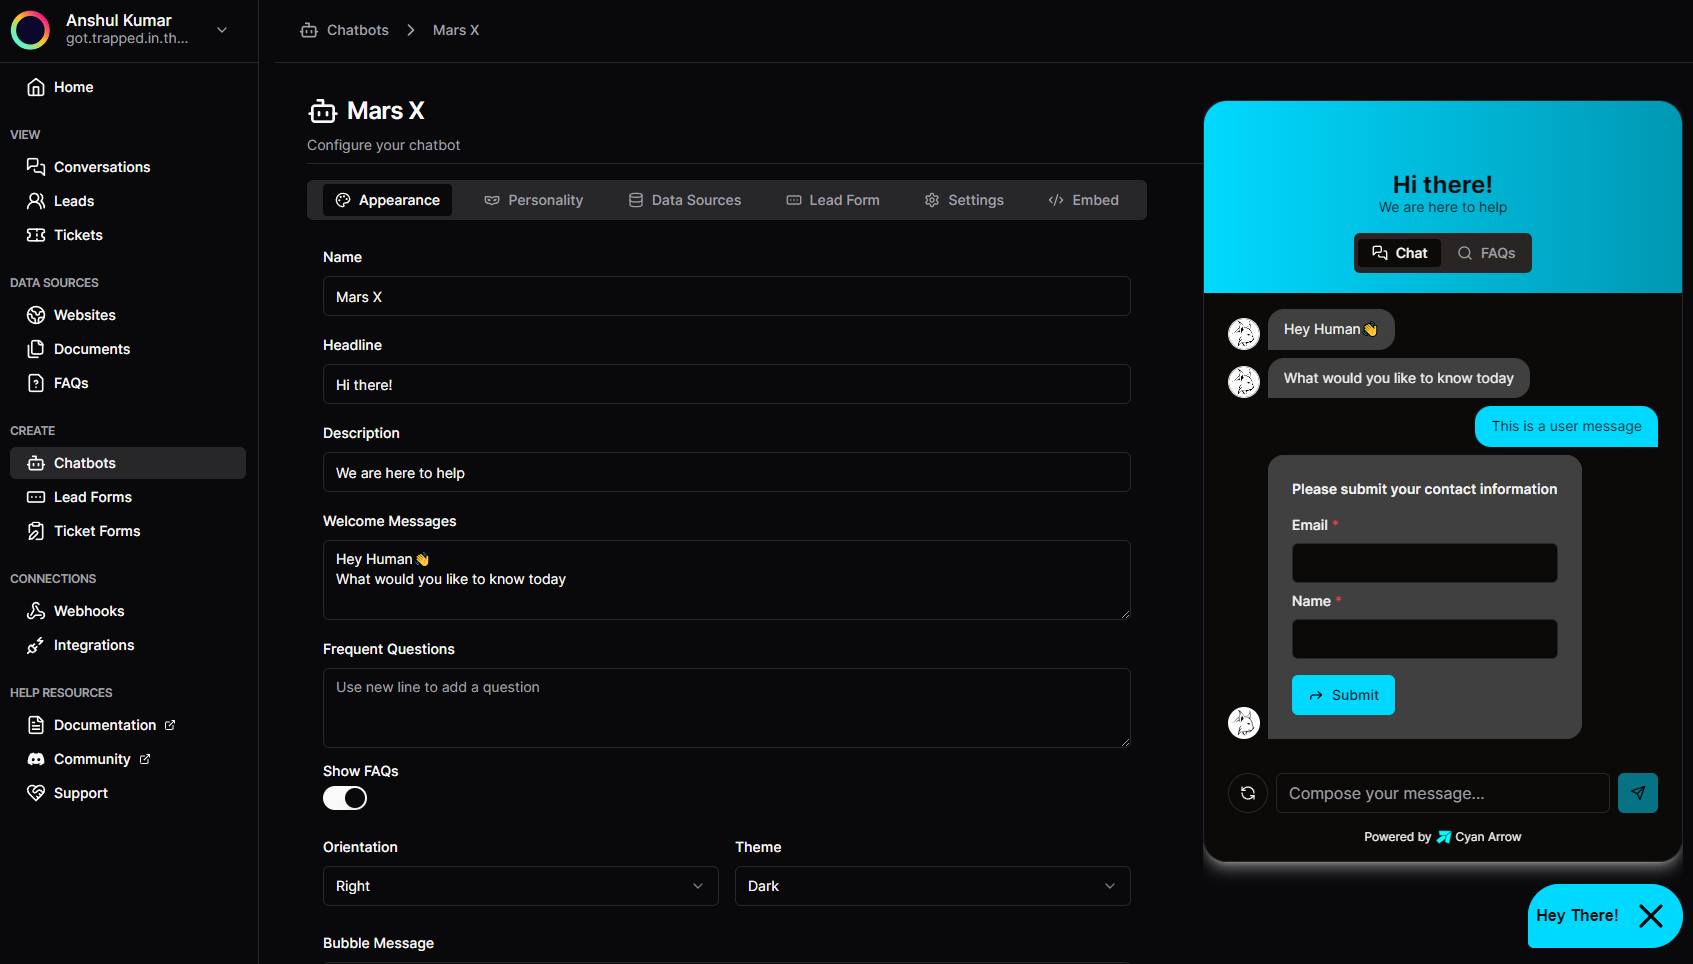 Anshul Kumar
got.trapped.in.th...
Home
VIEW
Conversations
Leads
Tickets
DATA SOURCES
Websites
Documents
FAQs
CREATE
Chatbots
Lead Forms
Ticket Forms
CONNECTIONS
Webhooks
Integrations
HELP RESOURCES
Documentation
Community
Support
Chatbots > Mars X
Mars X
Configure your chatbot
Appearance Personality Data Sources Lead Form Settings Embed
Name
Mars X
Headline
Hi there!
Description
We are here to help
Welcome Messages
Hey Human👋
What would you like to know today
Frequent Questions
Use new line to add a question
Show FAQs
Orientation Theme
Right Dark
Bubble Message
Hi there!
We are here to help
Chat FAQs
Hey Human👋
What would you like to know today
This is a user message
Please submit your contact information
Email *
Name *
Submit
Compose your message...
Powered by Cyan Arrow
Hey There!